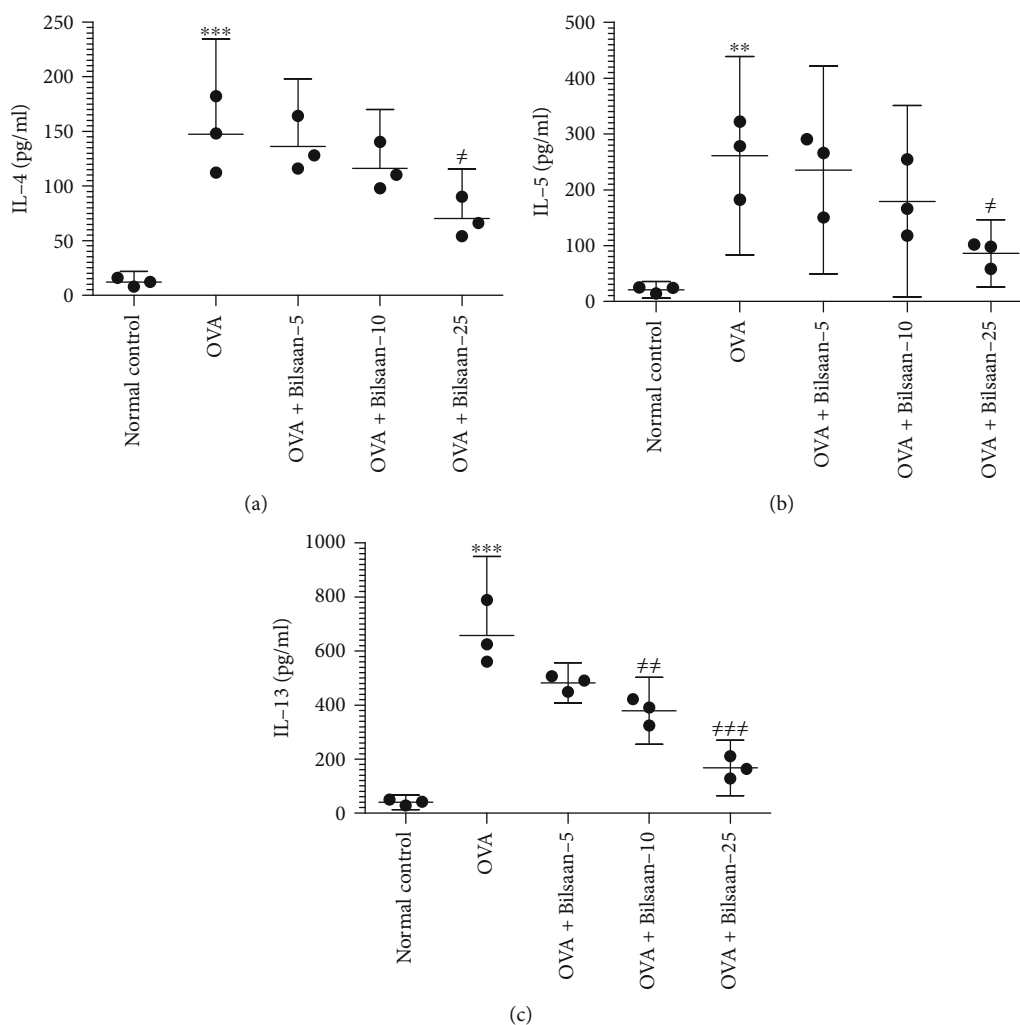 250
200
150
100
50
0
IL–4 (pg/ml)
***
≠
Normal control
OVA
OVA + Bilsaan–5
OVA + Bilsaan–10
OVA + Bilsaan–25
(a)
500
400
300
200
100
0
IL–5 (pg/ml)
**
≠
Normal control
OVA
OVA + Bilsaan–5
OVA + Bilsaan–10
OVA + Bilsaan–25
(b)
1000
800
600
400
200
0
IL–13 (pg/ml)
***
≠≠
≠≠≠
Normal control
OVA
OVA + Bilsaan–5
OVA + Bilsaan–10
OVA + Bilsaan–25
(c)